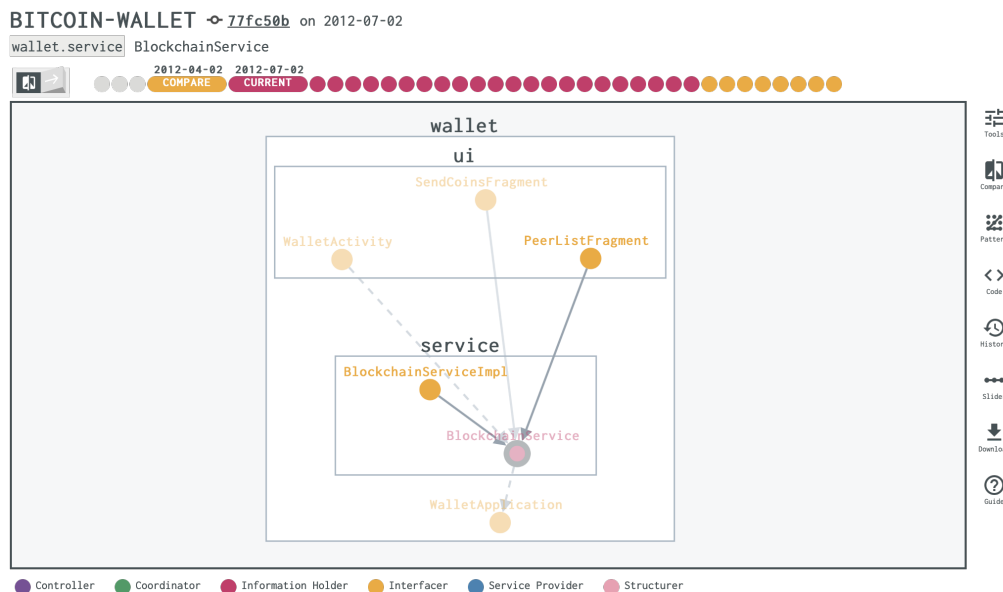 BITCOIN-WALLET 77fc50b on 2012-07-02
wallet.service BlockchainService
2012-04-02 2012-07-02
COMPARE CURRENT
wallet
ui
SendCoinsFragment
WalletActivity
PeerListFragment
service
BlockchainServiceImpl
BlockchainService
WalletApplication
Tools
Compar
Patter
Code
Histor
Slide
Downlo
Guide
Controller Coordinator Information Holder Interfacer Service Provider Structurer